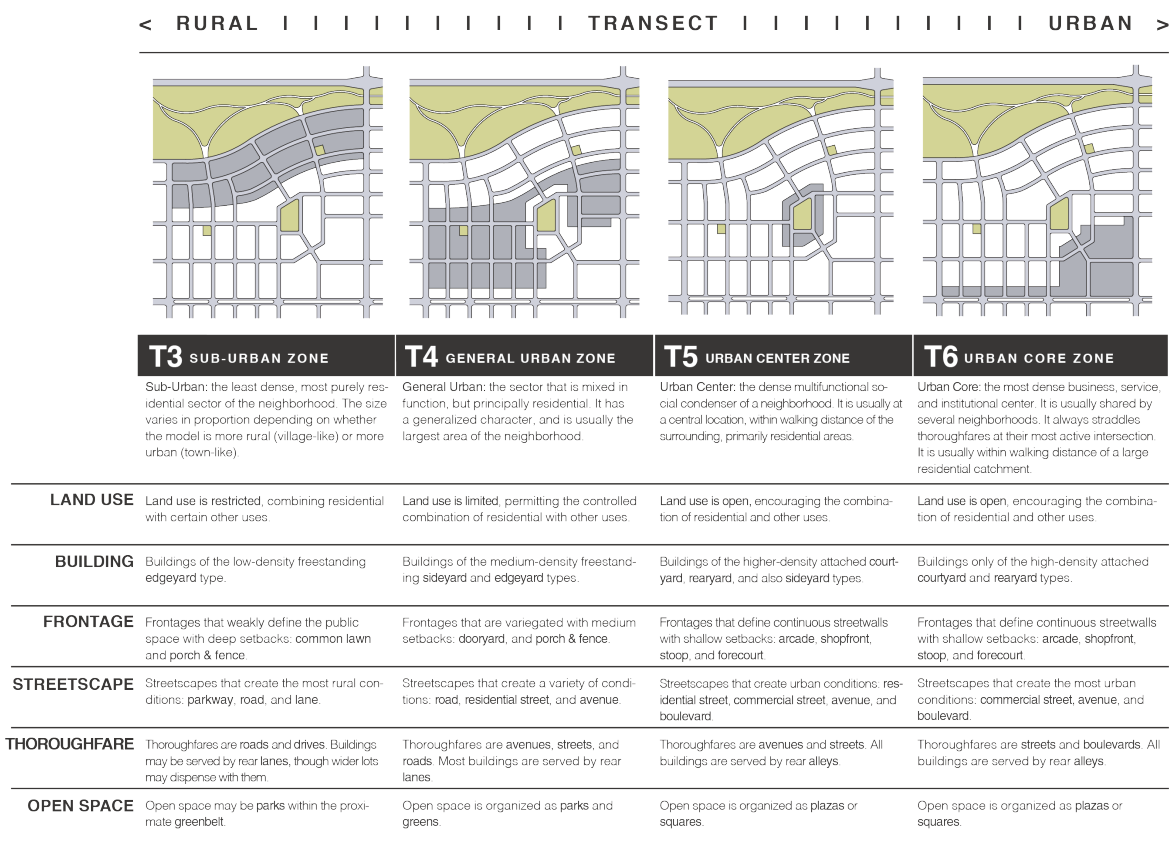 < RURAL | | | | | | | | | | TRANSECT | | | | | | | | | | URBAN >
T3 SUB-URBAN ZONE
Sub-Urban: the least dense, most purely res-
idential sector of the neighborhood. The size
varies in proportion depending on whether
the model is more rural (village-like) or more
urban (town-like).
T4 GENERAL URBAN ZONE
General Urban: the sector that is mixed in
function, but principally residential. It has
a generalized character, and is usually the
largest area of the neighborhood.
T5 URBAN CENTER ZONE
Urban Center: the dense multifunctional so-
cial condenser of a neighborhood. It is usually at
a central location, within walking distance of the
surrounding, primarily residential areas.
T6 URBAN CORE ZONE
Urban Core: the most dense business, service,
and institutional center. It is usually shared by
several neighborhoods. It always straddles
thoroughfares at their most active intersection.
It is usually within walking distance of a large
residential catchment.
LAND USE
Land use is restricted, combining residential
with certain other uses.
Land use is limited, permitting the controlled
combination of residential with other uses.
Land use is open, encouraging the combina-
tion of residential and other uses.
Land use is open, encouraging the combina-
tion of residential and other uses.
BUILDING
Buildings of the low-density freestanding
edgeyard type.
Buildings of the medium-density freestand-
ing sideyard and edgeyard types.
Buildings of the higher-density attached court-
yard, rearyard, and also sideyard types.
Buildings only of the high-density attached
courtyard and rearyard types.
FRONTAGE
Frontages that weakly define the public
space with deep setbacks: common lawn
and porch & fence.
Frontages that are variegated with medium
setbacks: dooryard, and porch & fence.
Frontages that define continuous streetwalls
with shallow setbacks: arcade, shopfront,
stoop, and forecourt.
Frontages that define continuous streetwalls
with shallow setbacks: arcade, shopfront,
stoop, and forecourt.
STREETSCAPE
Streetscapes that create the most rural con-
ditions: parkway, road, and lane.
Streetscapes that create a variety of condi-
tions: road, residential street, and avenue.
Streetscapes that create urban conditions: res-
idential street, commercial street, avenue, and
boulevard.
Streetscapes that create the most urban
conditions: commercial street, avenue, and
boulevard.
THOROUGHFARE
Thoroughfares are roads and drives. Buildings
may be served by rear lanes, though wider lots
may dispense with them.
Thoroughfares are avenues, streets, and
roads. Most buildings are served by rear
lanes.
Thoroughfares are avenues and streets. All
buildings are served by rear alleys.
Thoroughfares are streets and boulevards. All
buildings are served by rear alleys.
OPEN SPACE
Open space may be parks within the proxi-
mate greenbelt.
Open space is organized as parks and
greens.
Open space is organized as plazas or
squares.
Open space is organized as plazas or
squares.